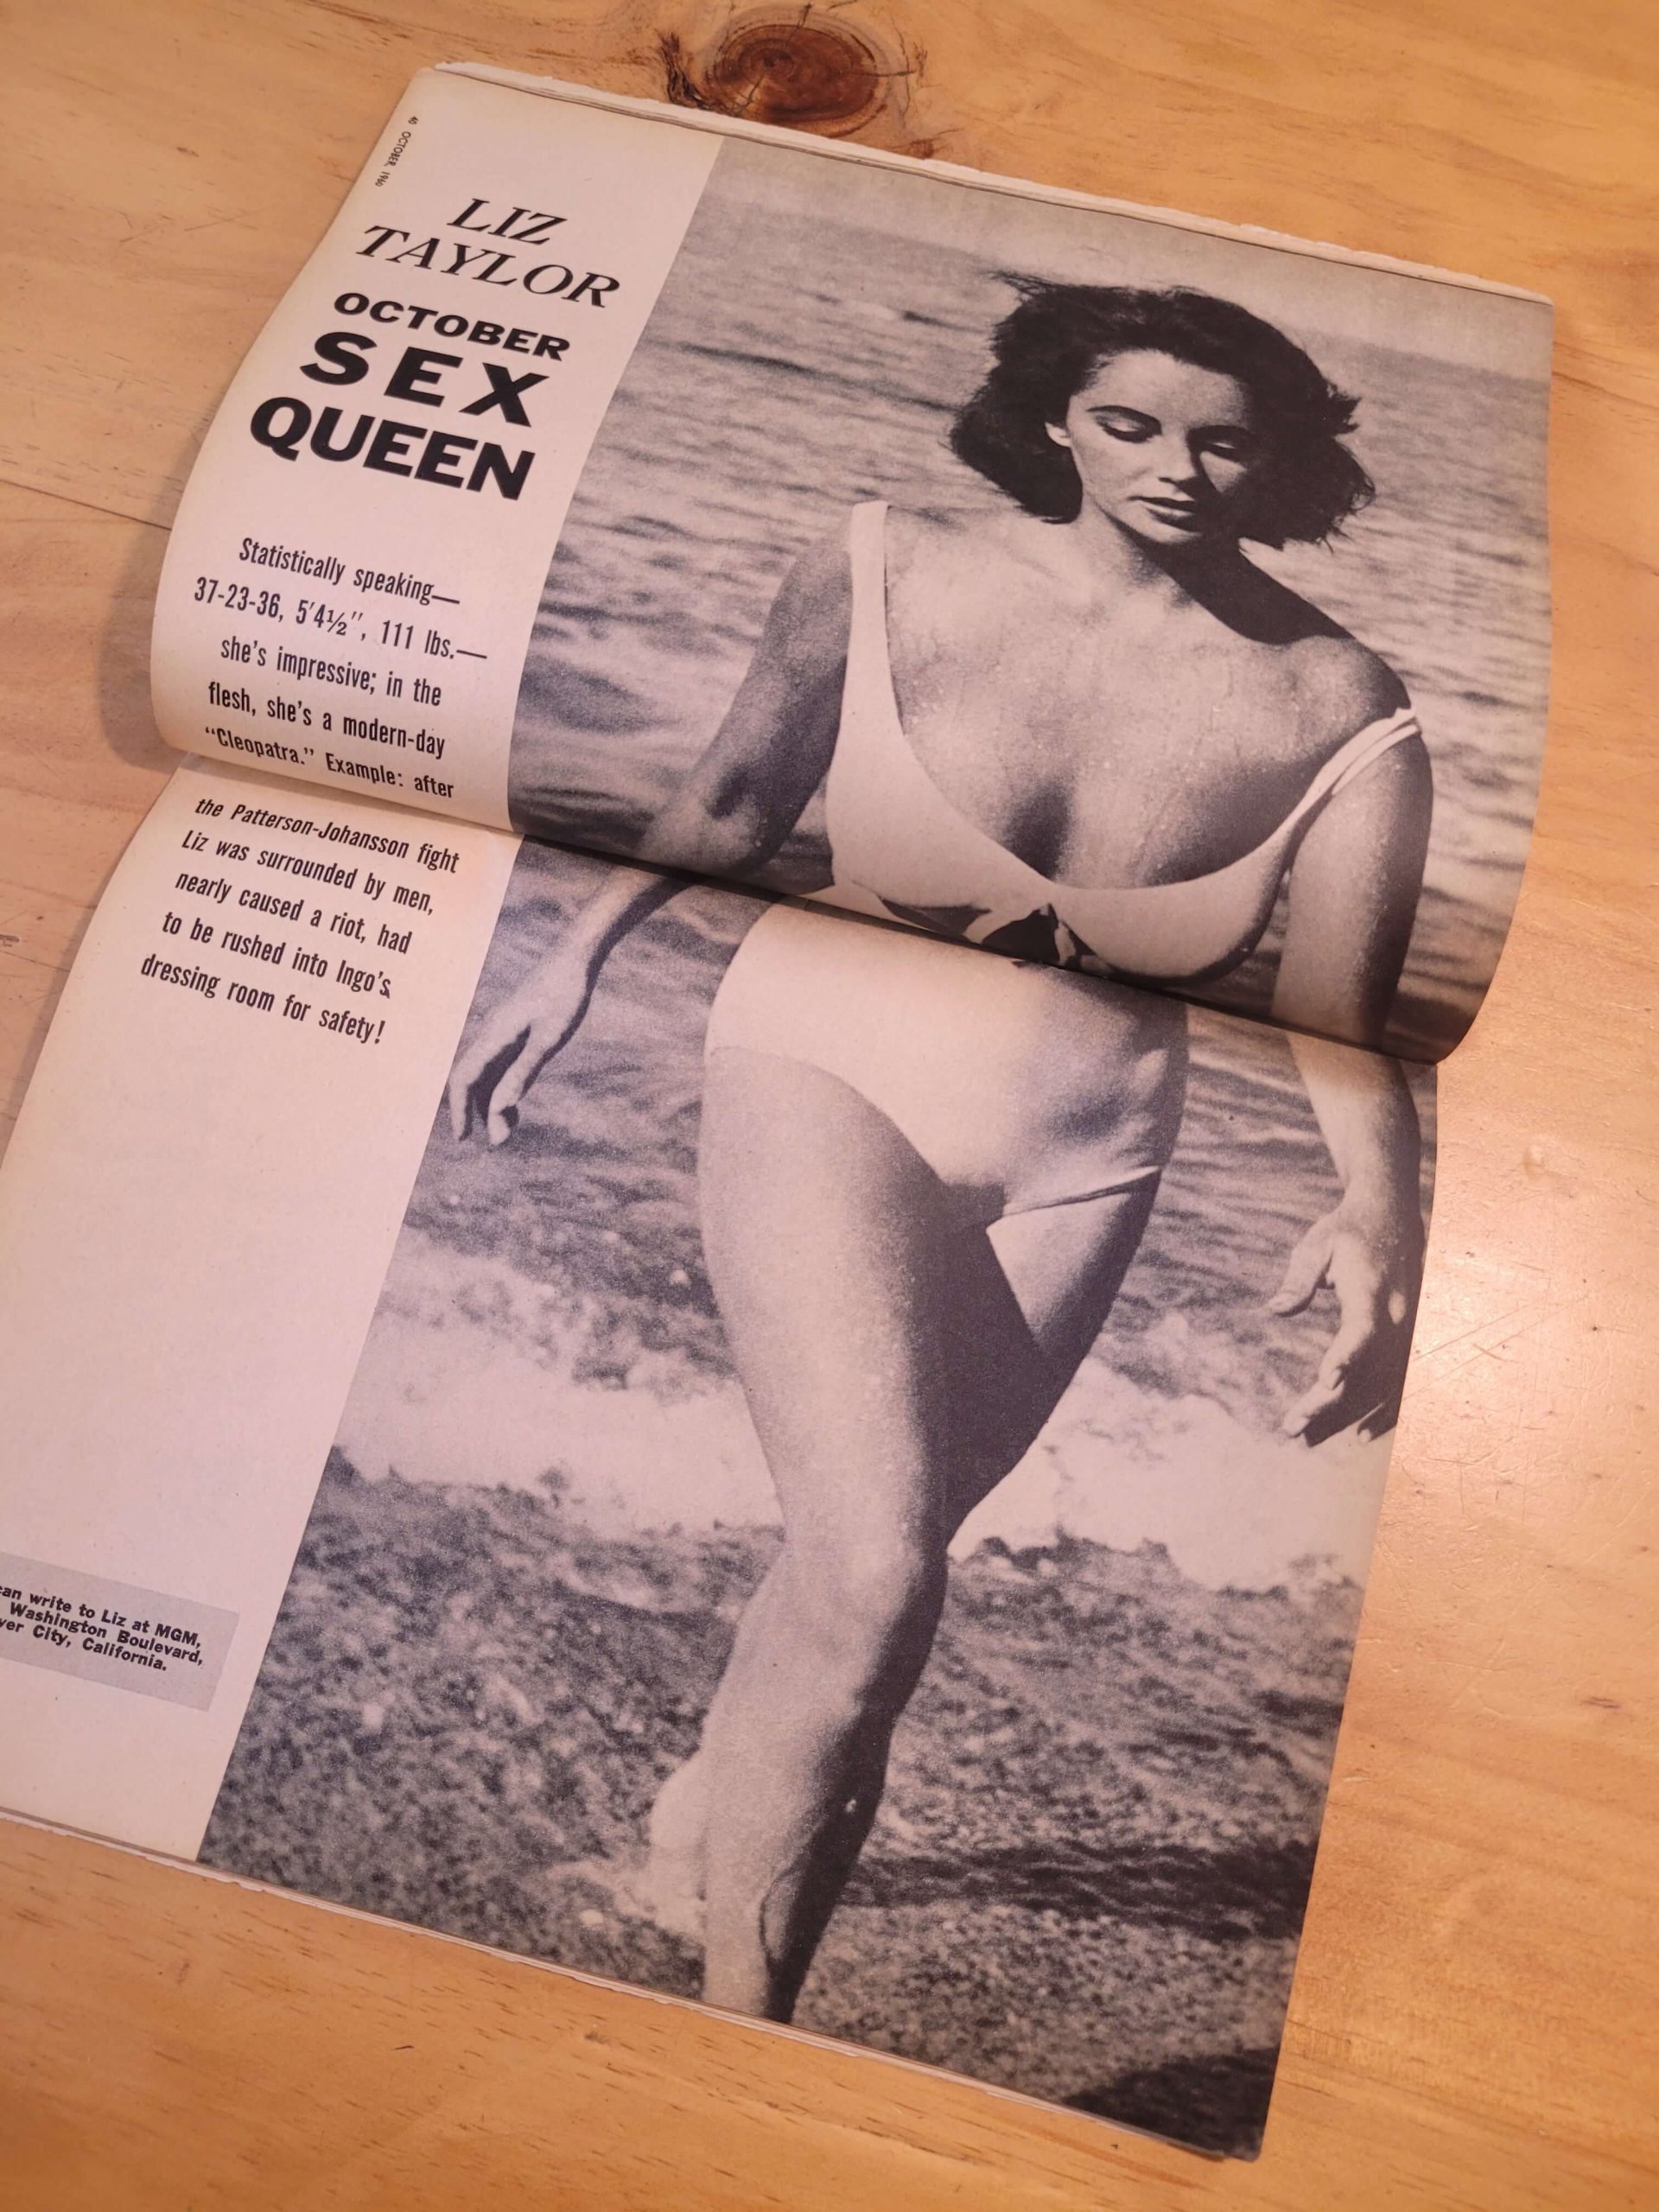 40 OCTOBER, 1960
LIZ
TAYLOR
OCTOBER
SEX
QUEEN
Statistically speaking—
37-23-36, 5'4½", 111 lbs.—
she's impressive; in the
flesh, she's a modern-day
“Cleopatra.” Example: after
the Patterson-Johansson fight
Liz was surrounded by men,
nearly caused a riot, had
to be rushed into Ingo's
dressing room for safety!
can write to Liz at MGM,
Washington Boulevard,
ver City, California.